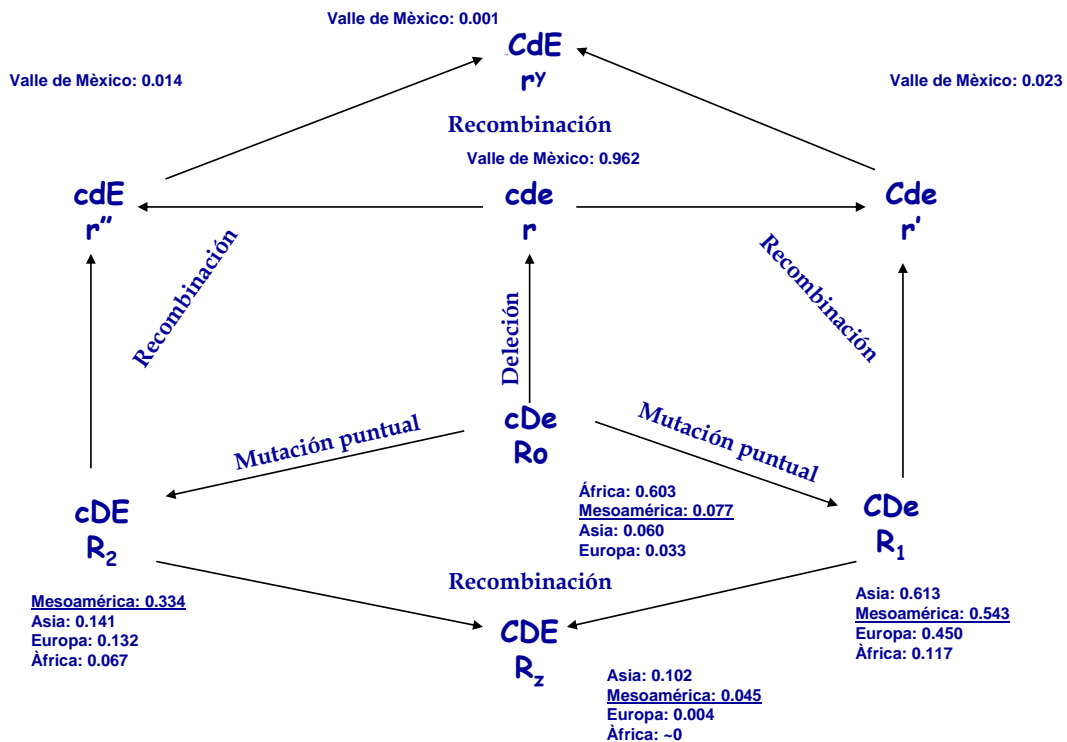 Valle de Mèxico: 0.001
CdE
rʸ
Valle de Mèxico: 0.014
Valle de Mèxico: 0.023
Recombinación
Valle de Mèxico: 0.962
cdE
r"
cde
r
Cde
r'
Recombinación
Deleción
Recombinación
Mutación puntual
cDe
Ro
Mutación puntual
cDE
R₂
África: 0.603
Mesoamérica: 0.077
Asia: 0.060
Europa: 0.033
CDe
R₁
Mesoamérica: 0.334
Asia: 0.141
Europa: 0.132
Àfrica: 0.067
Recombinación
CDE
R_z
Asia: 0.613
Mesoamérica: 0.543
Europa: 0.450
Àfrica: 0.117
Asia: 0.102
Mesoamérica: 0.045
Europa: 0.004
Àfrica: ~0